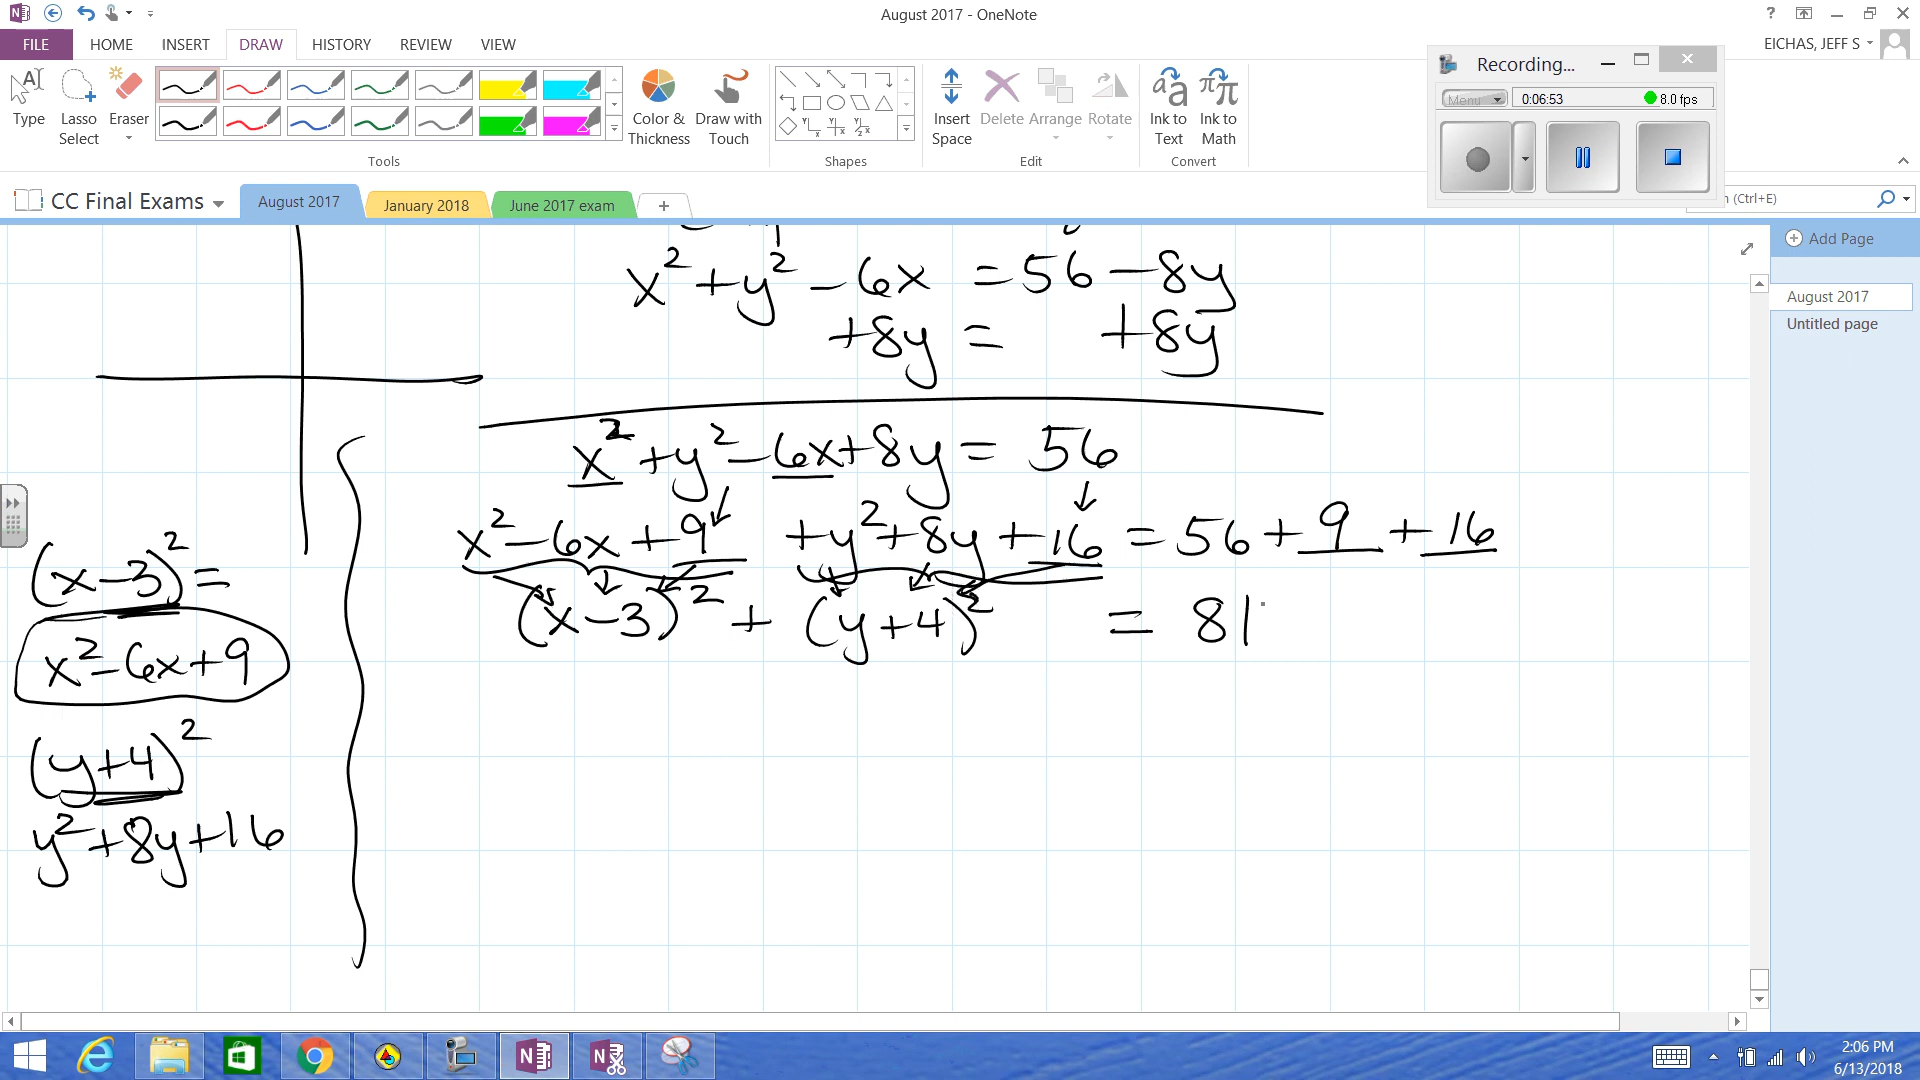 August 2017 - OneNote
?
FILE HOME INSERT DRAW HISTORY REVIEW VIEW
EICHAS, JEFF S
Recording...
Menu 0:06:53 8.0 fps
Type Lasso Select Eraser
Color & Thickness
Draw with Touch
Insert Space Delete Arrange Rotate
Ink to Text Ink to Math
Tools Shapes Edit Convert
CC Final Exams August 2017 January 2018 June 2017 exam +
(Ctrl+E)
Add Page
August 2017
Untitled page
x² + y² - 6x = 56 - 8y
+8y = +8y
x² + y² - 6x + 8y = 56
x² - 6x + 9 + y² + 8y + 16 = 56 + 9 + 16
(x - 3)² + (y + 4)² = 81
(x - 3)² =
x² - 6x + 9
(y + 4)²
y² + 8y + 16
2:06 PM
6/13/2018